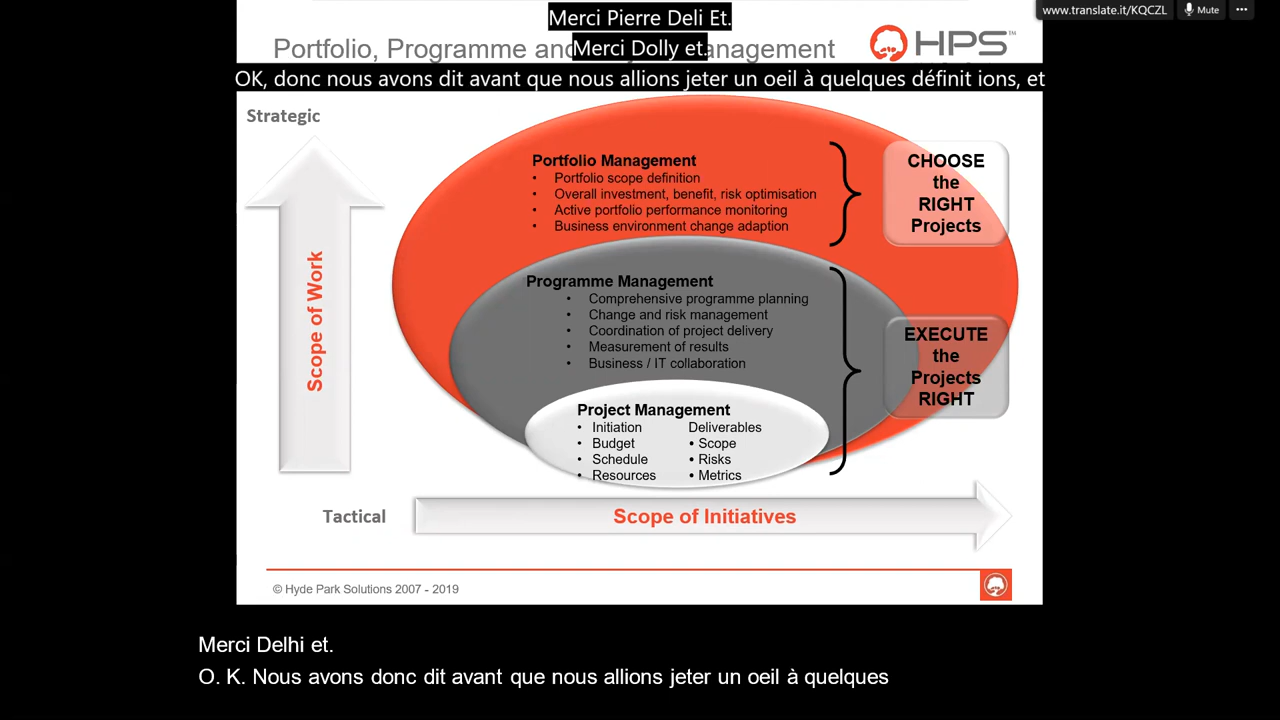 www.translate.it/KQCZL
Mute
Merci Pierre Deli Et.
Merci Dolly et.
Portfolio, Programme and anagement
HPS™
OK, donc nous avons dit avant que nous allions jeter un oeil à quelques définit ions, et
Strategic
Scope of Work
Portfolio Management
• Portfolio scope definition
• Overall investment, benefit, risk optimisation
• Active portfolio performance monitoring
• Business environment change adaption
CHOOSE
the
RIGHT
Projects
Programme Management
• Comprehensive programme planning
• Change and risk management
• Coordination of project delivery
• Measurement of results
• Business / IT collaboration
EXECUTE
the
Projects
RIGHT
Project Management
• Initiation
• Budget
• Schedule
• Resources
Deliverables
• Scope
• Risks
• Metrics
Tactical
Scope of Initiatives
© Hyde Park Solutions 2007 - 2019
Merci Delhi et.
O. K. Nous avons donc dit avant que nous allions jeter un oeil à quelques